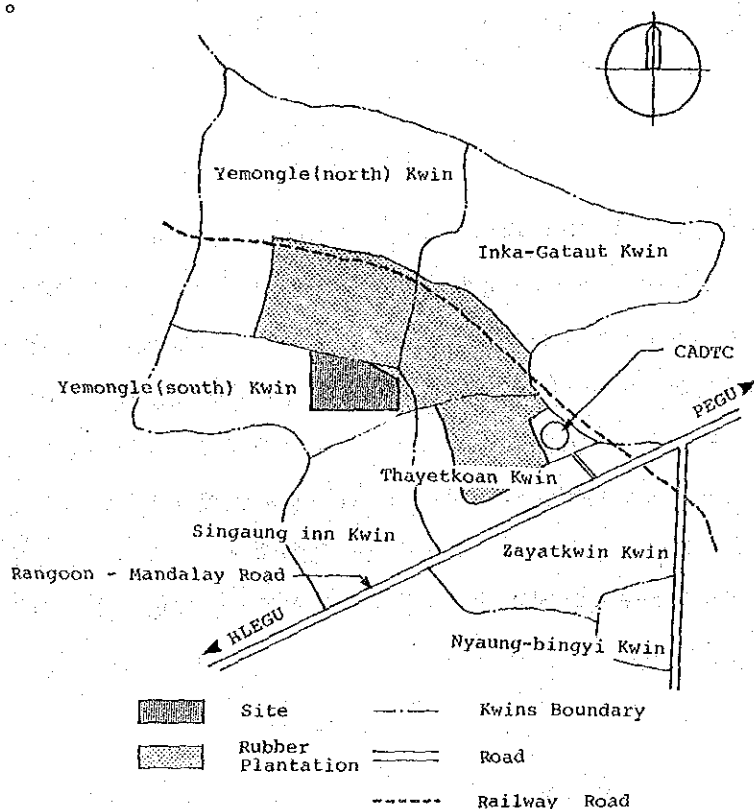 Yemongle(north) Kwin
Inka-Gataut Kwin
CADTC
Yemongle(south) Kwin
PEGU
Thayetkoan Kwin
Singaung inn Kwin
Zayatkwin Kwin
Rangoon - Mandalay Road
HLEGU
Nyaung-bingyi Kwin
Site
Kwins Boundary
Rubber
Plantation
Road
Railway Road